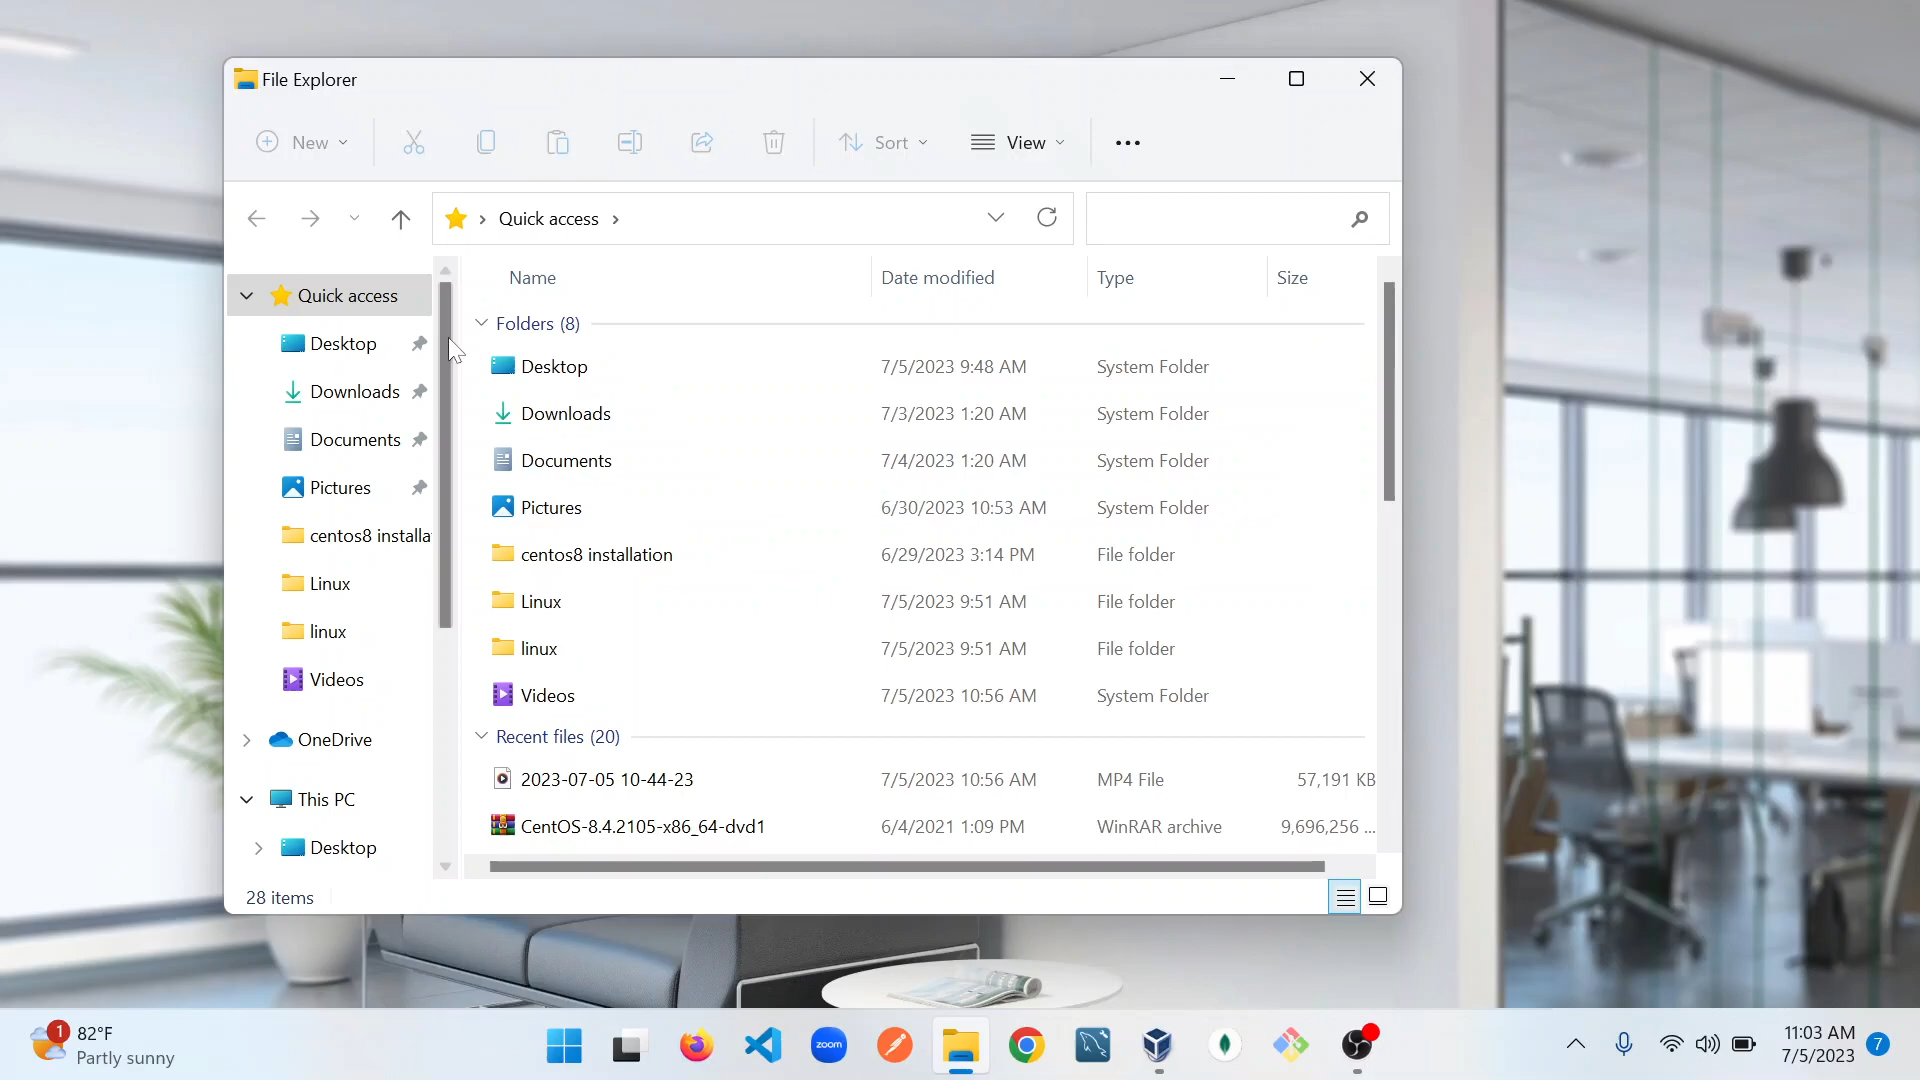 File Explorer
New
Sort
View
Quick access
Name Date modified Type Size
Quick access
Desktop
Downloads
Documents
Pictures
centos8 installa
Linux
linux
Videos
OneDrive
This PC
Desktop
Folders (8)
Desktop 7/5/2023 9:48 AM System Folder
Downloads 7/3/2023 1:20 AM System Folder
Documents 7/4/2023 1:20 AM System Folder
Pictures 6/30/2023 10:53 AM System Folder
centos8 installation 6/29/2023 3:14 PM File folder
Linux 7/5/2023 9:51 AM File folder
linux 7/5/2023 9:51 AM File folder
Videos 7/5/2023 10:56 AM System Folder
Recent files (20)
2023-07-05 10-44-23 7/5/2023 10:56 AM MP4 File 57,191 KB
CentOS-8.4.2105-x86_64-dvd1 6/4/2021 1:09 PM WinRAR archive 9,696,256 ...
28 items
1
82°F
Partly sunny
zoom
11:03 AM
7/5/2023
7